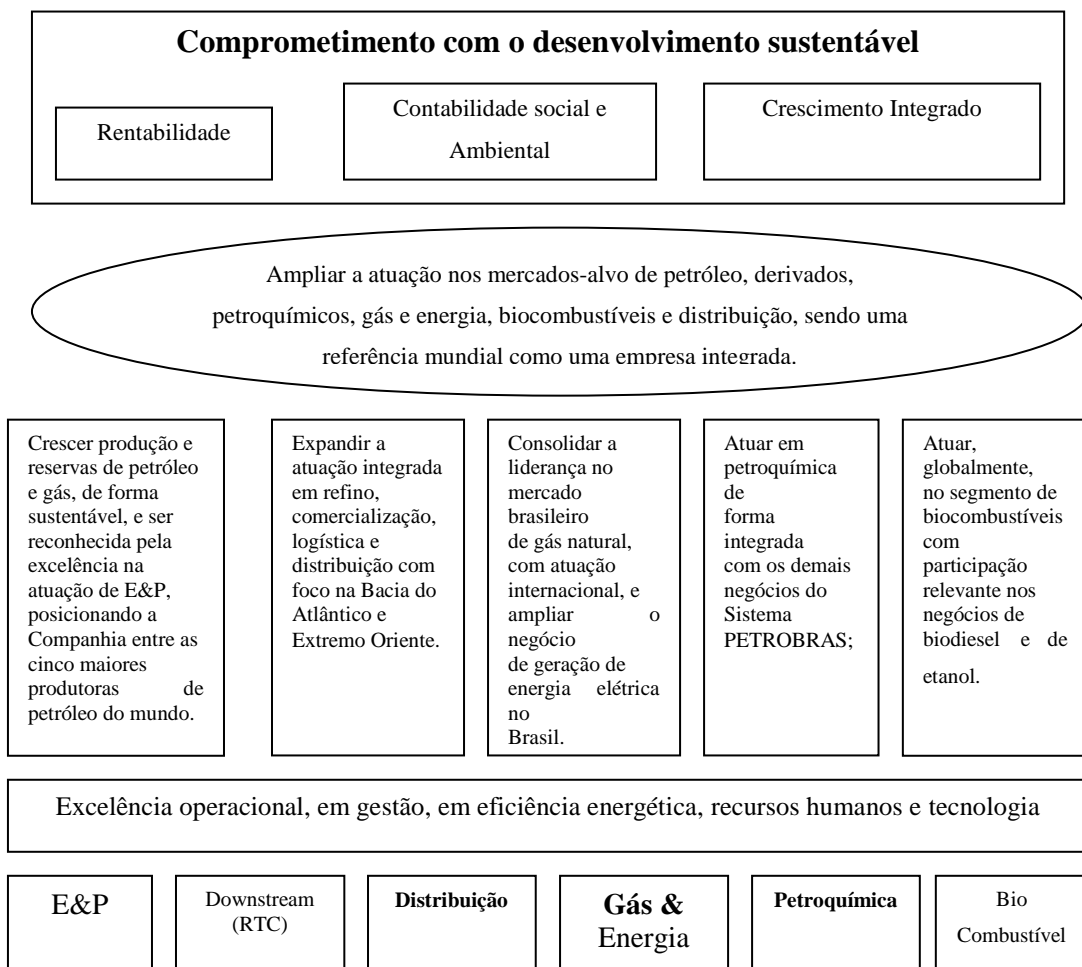 Comprometimento com o desenvolvimento sustentável
Rentabilidade
Contabilidade social e
Ambiental
Crescimento Integrado
Ampliar a atuação nos mercados-alvo de petróleo, derivados,
petroquímicos, gás e energia, biocombustíveis e distribuição, sendo uma
referência mundial como uma empresa integrada.
Crescer produção e
reservas de petróleo
e gás, de forma
sustentável, e ser
reconhecida pela
excelência na
atuação de E&P,
posicionando a
Companhia entre as
cinco maiores
produtoras de
petróleo do mundo.
Expandir a
atuação integrada
em refino,
comercialização,
logística e
distribuição com
foco na Bacia do
Atlântico e
Extremo Oriente.
Consolidar a
liderança no
mercado
brasileiro
de gás natural,
com atuação
internacional, e
ampliar o
negócio
de geração de
energia elétrica
no
Brasil.
Atuar em
petroquímica
de
forma
integrada
com os demais
negócios do
Sistema
PETROBRAS;
Atuar,
globalmente,
no segmento de
biocombustíveis
com
participação
relevante nos
negócios de
biodiesel e de
etanol.
Excelência operacional, em gestão, em eficiência energética, recursos humanos e tecnologia
E&P
Downstream
(RTC)
Distribuição
Gás &
Energia
Petroquímica
Bio
Combustível